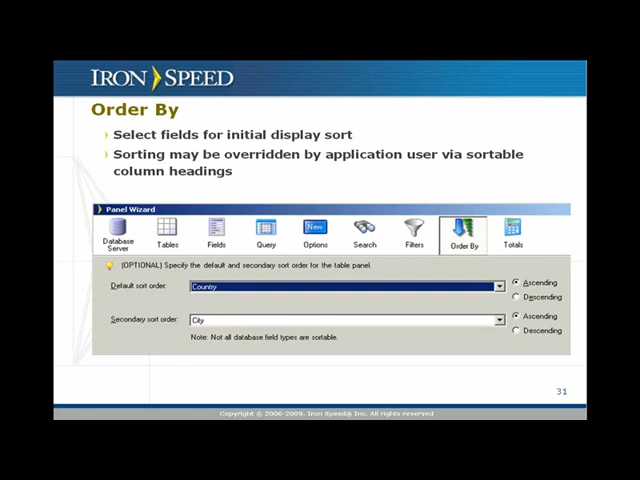 IRON SPEED
Order By
Select fields for initial display sort
Sorting may be overridden by application user via sortable
column headings
Panel Wizard
Database Server
Tables
Fields
Query
New
Options
Search
Filters
Order By
Totals
(OPTIONAL) Specify the default and secondary sort order for the table panel.
Default sort order: Country Ascending
Descending
Secondary sort order: City Ascending
Descending
Note: Not all database field types are sortable.
31
Copyright © 2006-2009. Iron Speed® Inc. All rights reserved